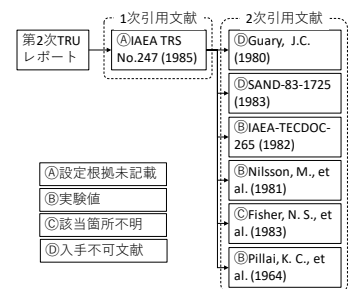 1次引用文献
2次引用文献
第2次TRU
レポート
ⒶIAEA TRS
No.247 (1985)
ⒹGuary, J.C.
(1980)
ⒹSAND-83-1725
(1983)
ⒷIAEA-TECDOC-
265 (1982)
ⒷNilsson, M., et
al. (1981)
ⒸFisher, N. S., et
al. (1983)
ⒷPillai, K. C., et
al. (1964)
Ⓐ設定根拠未記載
Ⓑ実験値
Ⓒ該当箇所不明
Ⓓ入手不可文献